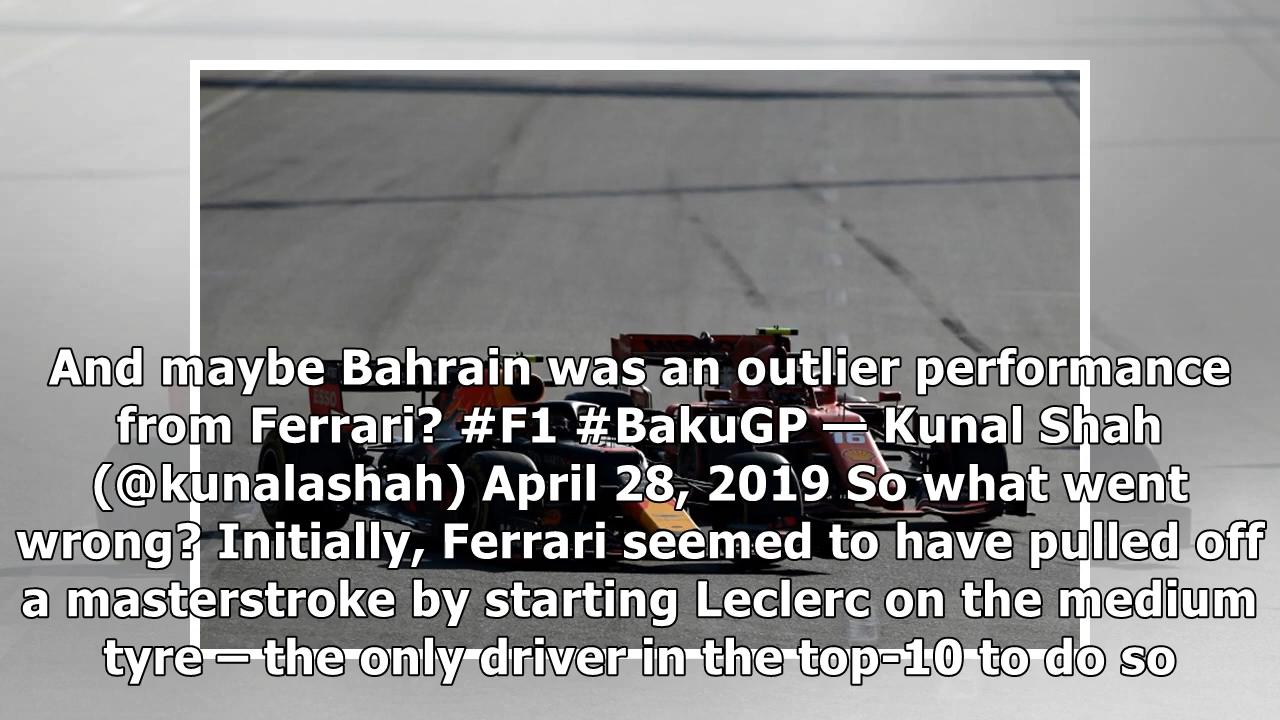 And maybe Bahrain was an outlier performance
from Ferrari? #F1 #BakuGP — Kunal Shah
(@kunalashah) April 28, 2019 So what went
wrong? Initially, Ferrari seemed to have pulled off
a masterstroke by starting Leclerc on the medium
tyre — the only driver in the top-10 to do so
ESSO
16